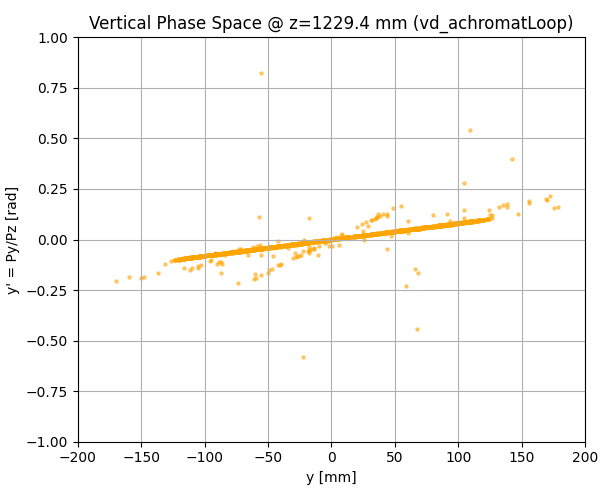 Vertical Phase Space @ z=1229.4 mm (vd_achromatLoop)
1.00
0.75
0.50
0.25
0.00
−0.25
−0.50
−0.75
−1.00
y' = Py/Pz [rad]
−200 −150 −100 −50 0 50 100 150 200
y [mm]